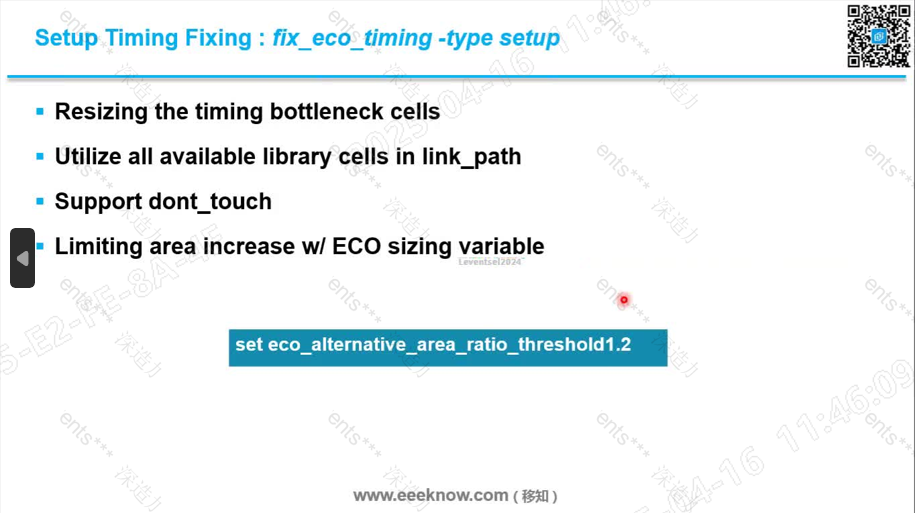 Setup Timing Fixing : fix_eco_timing -type setup
Resizing the timing bottleneck cells
Utilize all available library cells in link_path
Support dont_touch
Limiting area increase w/ ECO sizing variable
Leventsel2024
set eco_alternative_area_ratio_threshold1.2
www.eeeknow.com ( 移知 )